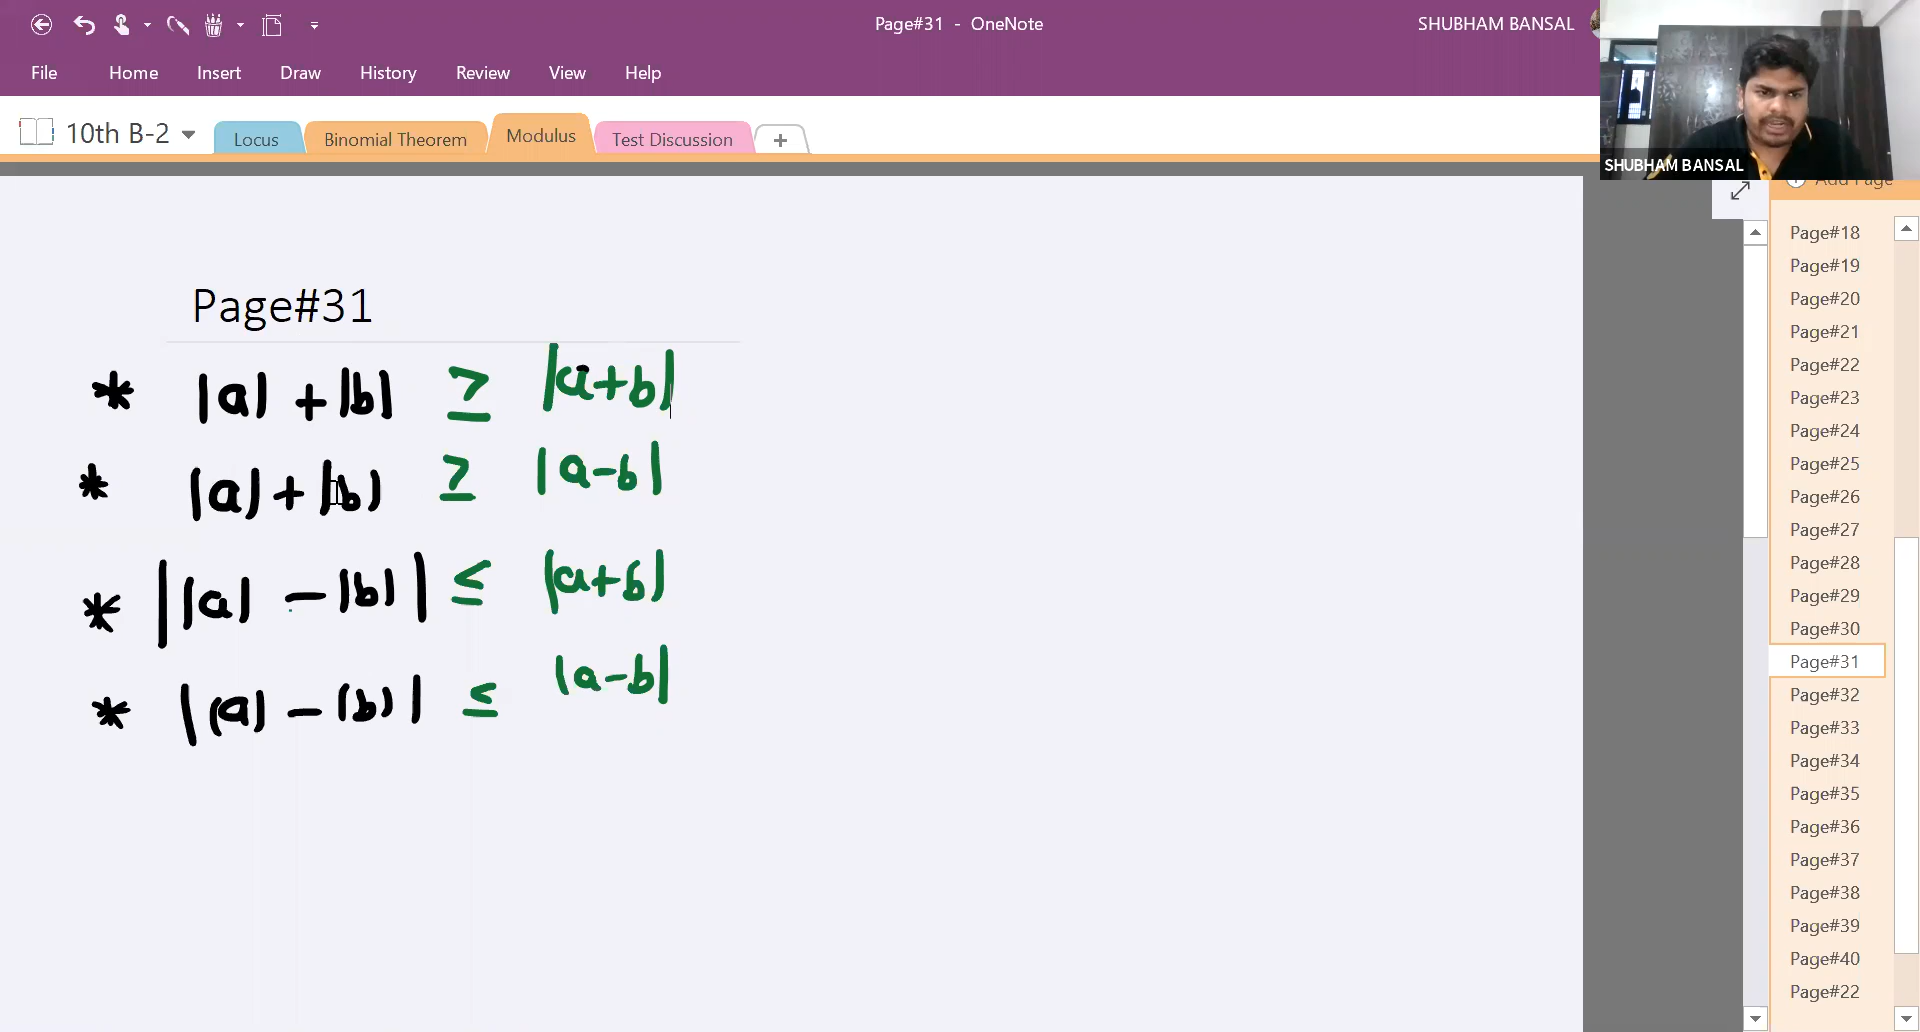 Page#31 - OneNote
SHUBHAM BANSAL
File Home Insert Draw History Review View Help
10th B-2
Locus Binomial Theorem Modulus Test Discussion +
SHUBHAM BANSAL
Add Page
Page#31
* |a| + |b| ≥ |a+b|
* |a| + |b| ≥ |a-b|
* ||a| - |b|| ≤ |a+b|
* ||a| - |b|| ≤ |a-b|
Page#18
Page#19
Page#20
Page#21
Page#22
Page#23
Page#24
Page#25
Page#26
Page#27
Page#28
Page#29
Page#30
Page#31
Page#32
Page#33
Page#34
Page#35
Page#36
Page#37
Page#38
Page#39
Page#40
Page#22